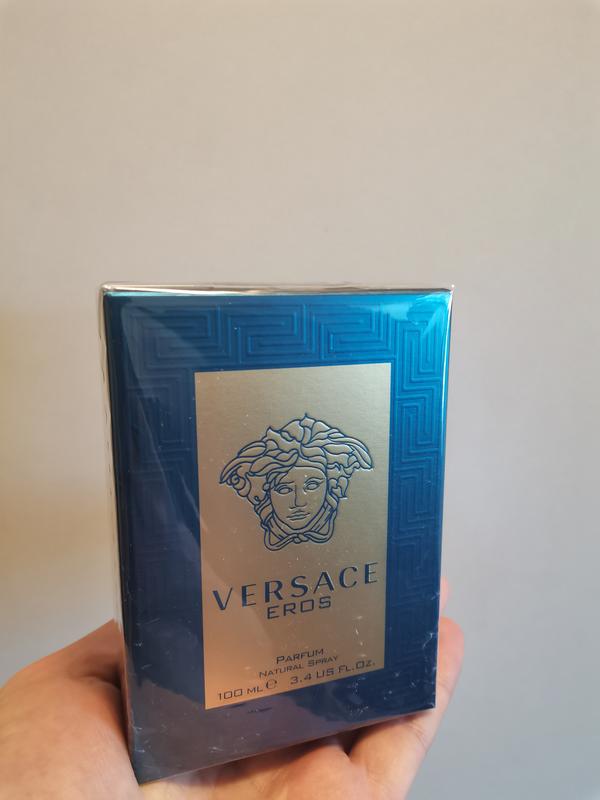 VERSACE
EROS
PARFUM
NATURAL SPRAY
100 ML ℮ 3.4 US FL.OZ.